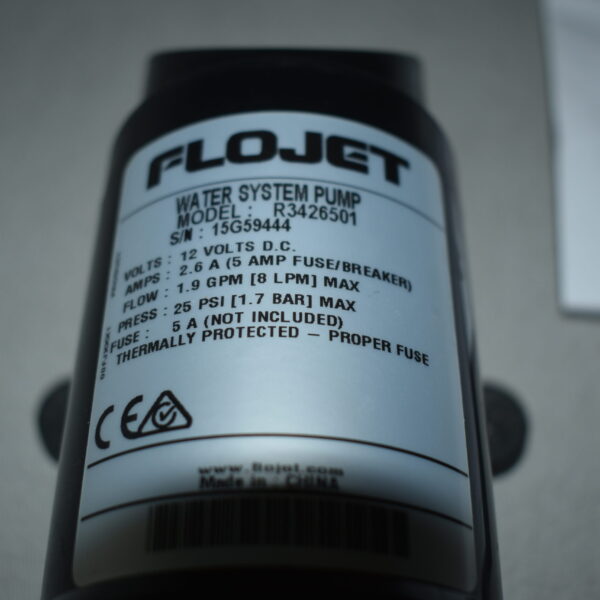 FLOJET
WATER SYSTEM PUMP
MODEL : R3426501
S/N : 15G59444
VOLTS : 12 VOLTS D.C.
AMPS : 2.6 A (5 AMP FUSE/BREAKER)
FLOW : 1.9 GPM [8 LPM] MAX
PRESS : 25 PSI [1.7 BAR] MAX
FUSE : 5 A (NOT INCLUDED)
THERMALLY PROTECTED – PROPER FUSE
CE
www.flojet.com
Made in : CHINA